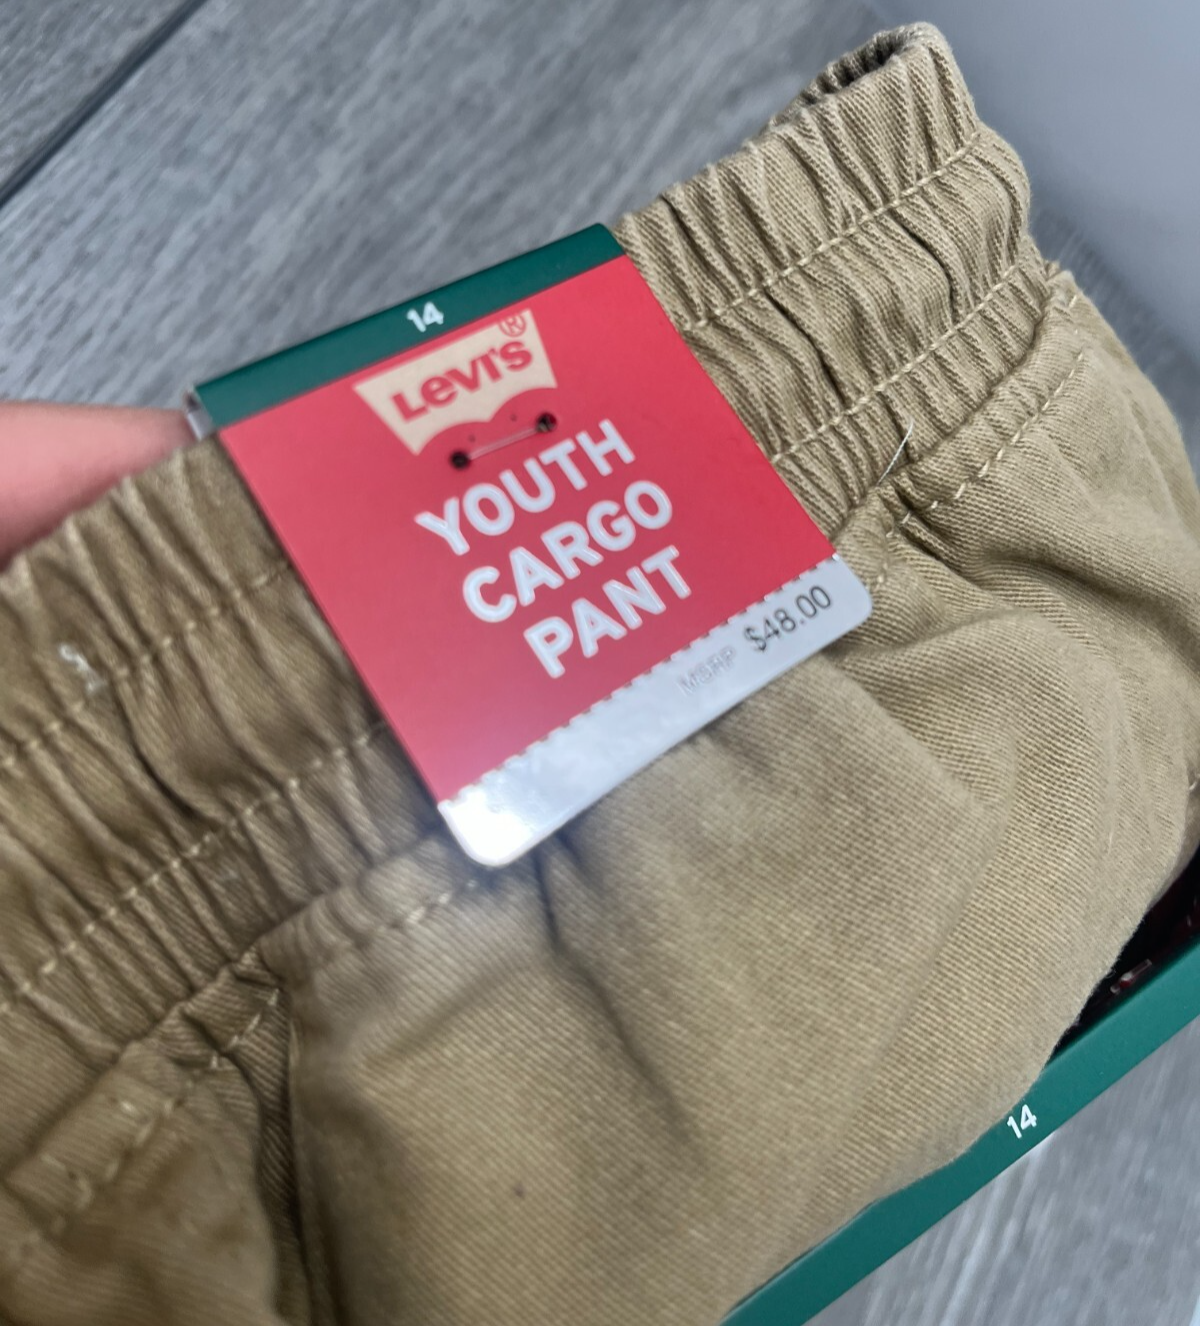 14
Levi's®
YOUTH
CARGO
PANT
MSRP $48.00
14